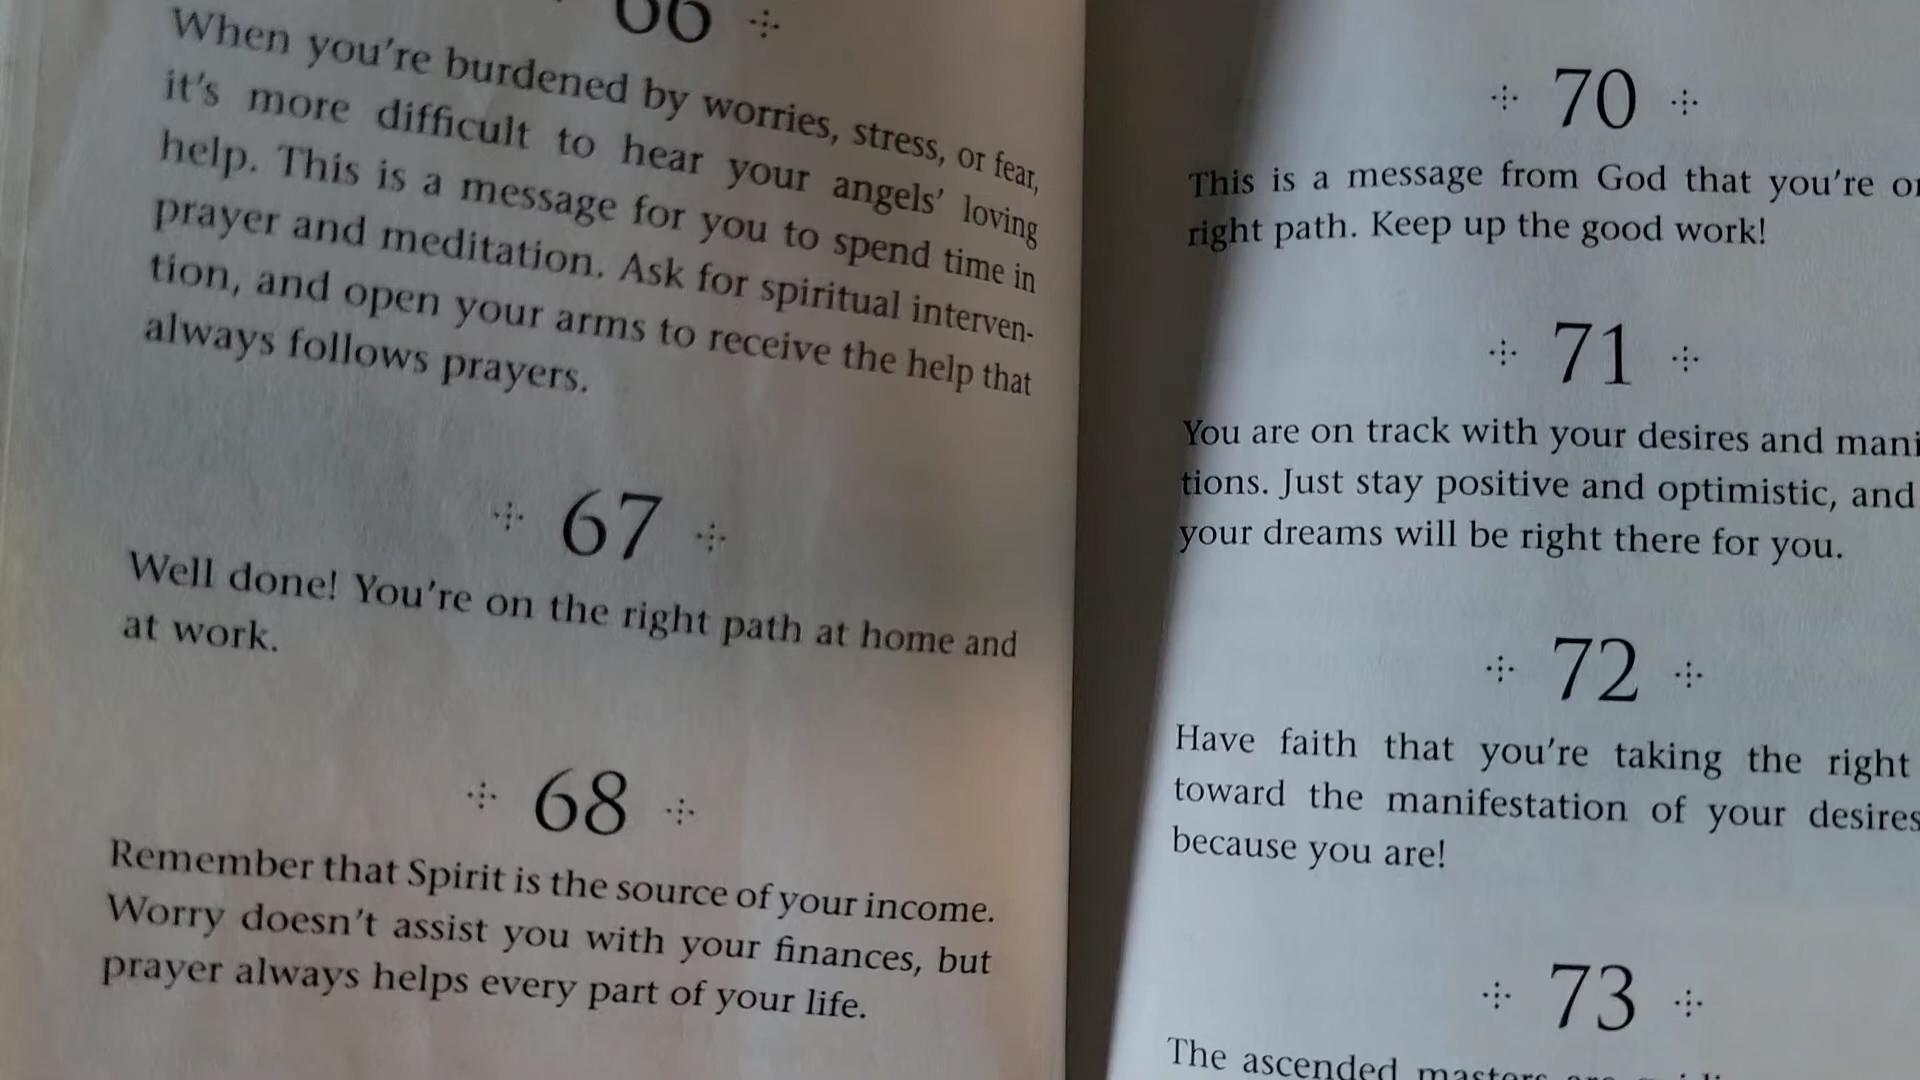 66
When you're burdened by worries, stress, or fear,
it's more difficult to hear your angels' loving
help. This is a message for you to spend time in
prayer and meditation. Ask for spiritual interven-
tion, and open your arms to receive the help that
always follows prayers.
67
Well done! You're on the right path at home and
at work.
68
Remember that Spirit is the source of your income.
Worry doesn't assist you with your finances, but
prayer always helps every part of your life.
70
This is a message from God that you're
right path. Keep up the good work!
71
You are on track with your desires and
tions. Just stay positive and optimistic, and
your dreams will be right there for you.
72
Have faith that you're taking the right
toward the manifestation of your desires
because you are!
73
The ascended masters